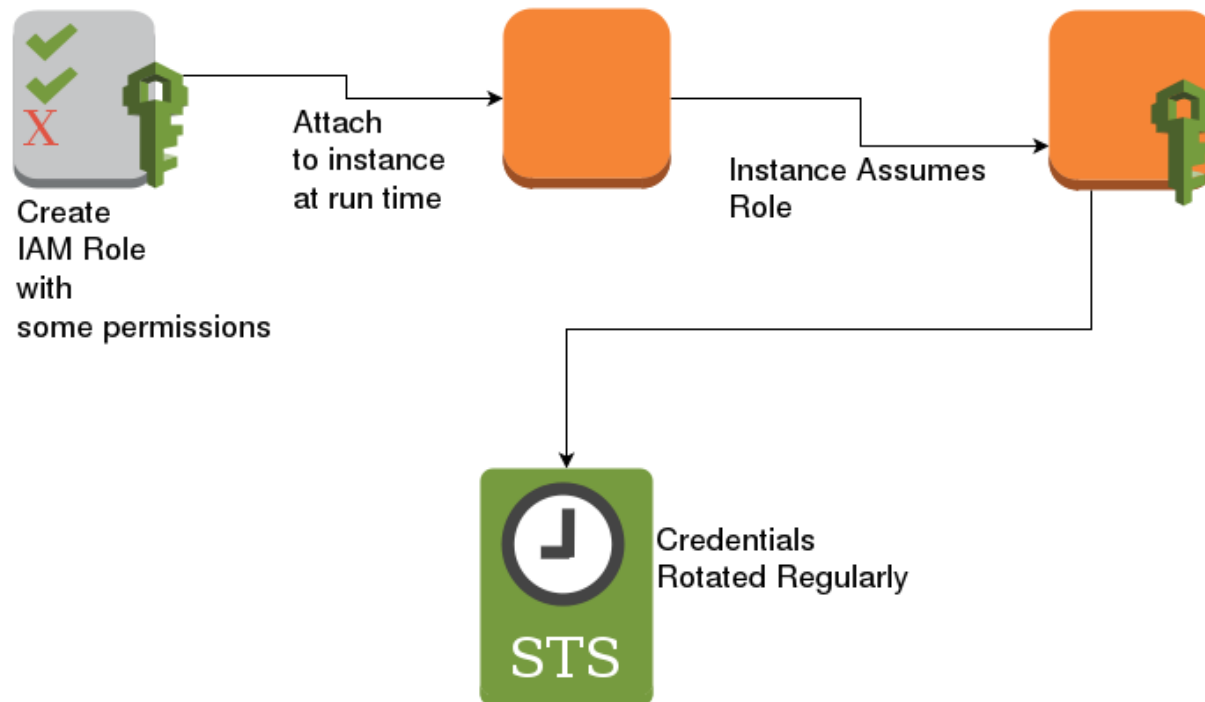 X
Create
IAM Role
with
some permissions
Attach
to instance
at run time
Instance Assumes
Role
Credentials
Rotated Regularly
STS